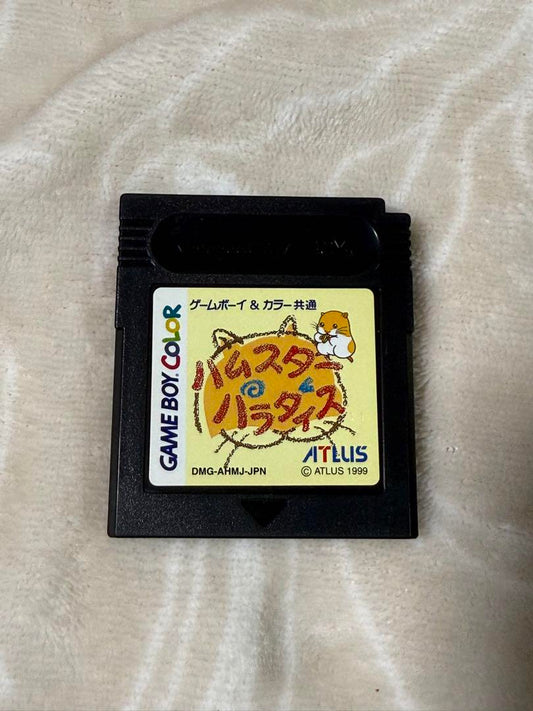 ゲームボーイ & カラー共通
GAME BOY COLOR
ハムスター
パラダイス
ATLUS
DMG-AHMJ-JPN
© ATLUS 1999